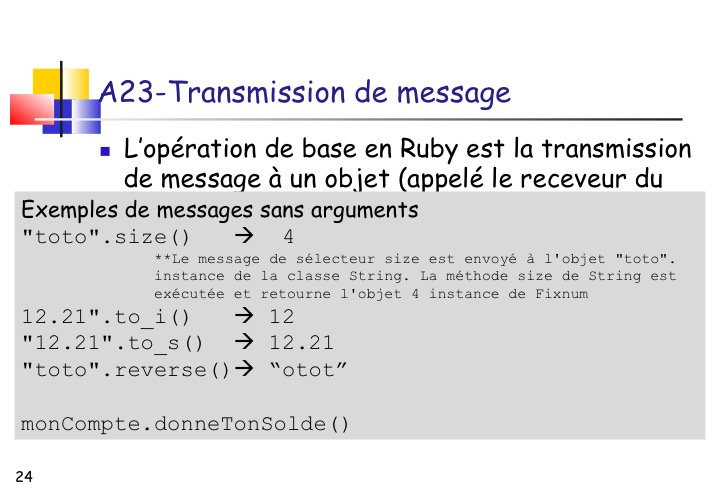 A23-Transmission de message
L’opération de base en Ruby est la transmission
de message à un objet (appelé le receveur du
Exemples de messages sans arguments
"toto".size() → 4
**Le message de sélecteur size est envoyé à l'objet "toto".
instance de la classe String. La méthode size de String est
exécutée et retourne l'objet 4 instance de Fixnum
12.21".to_i() → 12
"12.21".to_s() → 12.21
"toto".reverse()→ “otot”
monCompte.donneTonSolde()
24